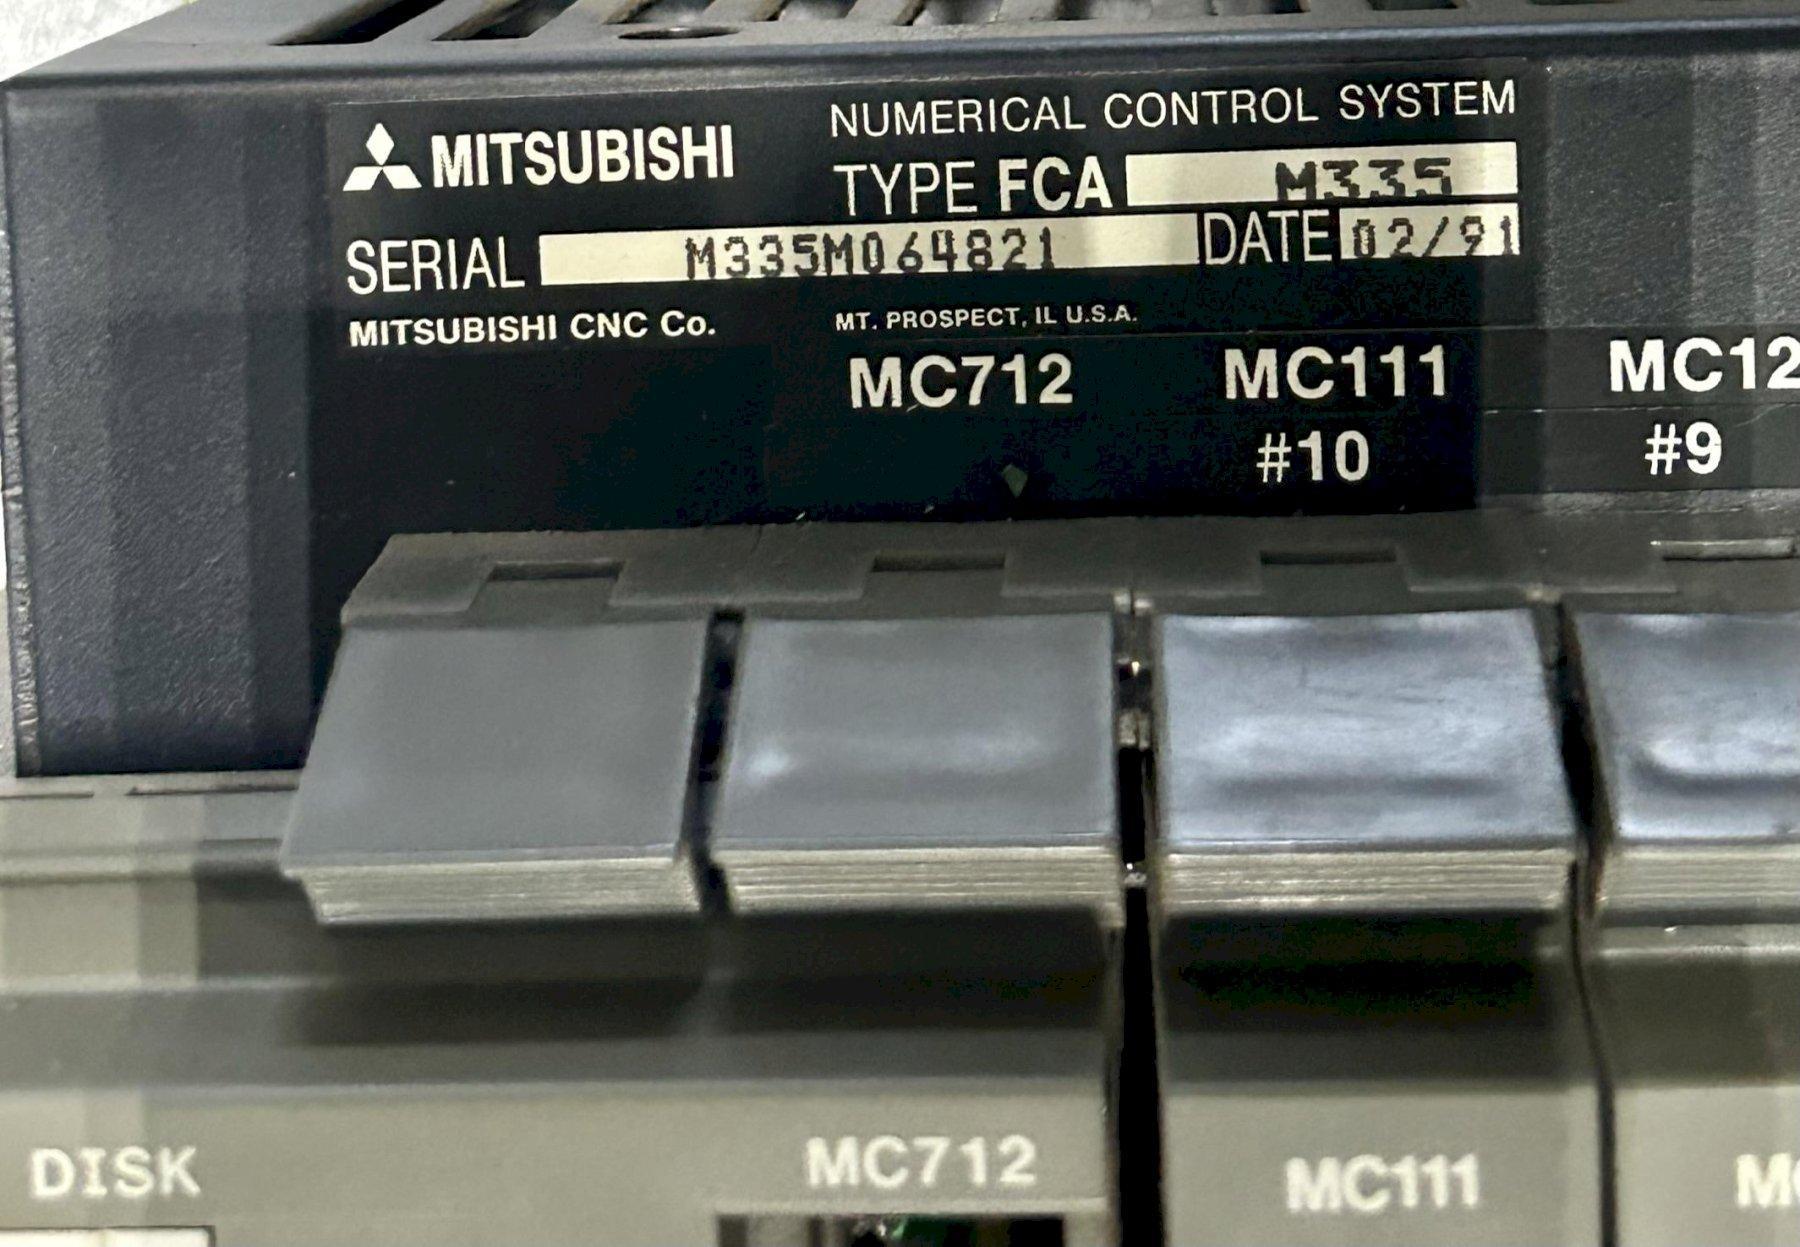 MITSUBISHI
NUMERICAL CONTROL SYSTEM
TYPE FCA M335
SERIAL M335M064821 DATE 02/91
MITSUBISHI CNC Co. MT. PROSPECT, IL U.S.A.
MC712 MC111 MC12
#10 #9
DISK MC712 MC111